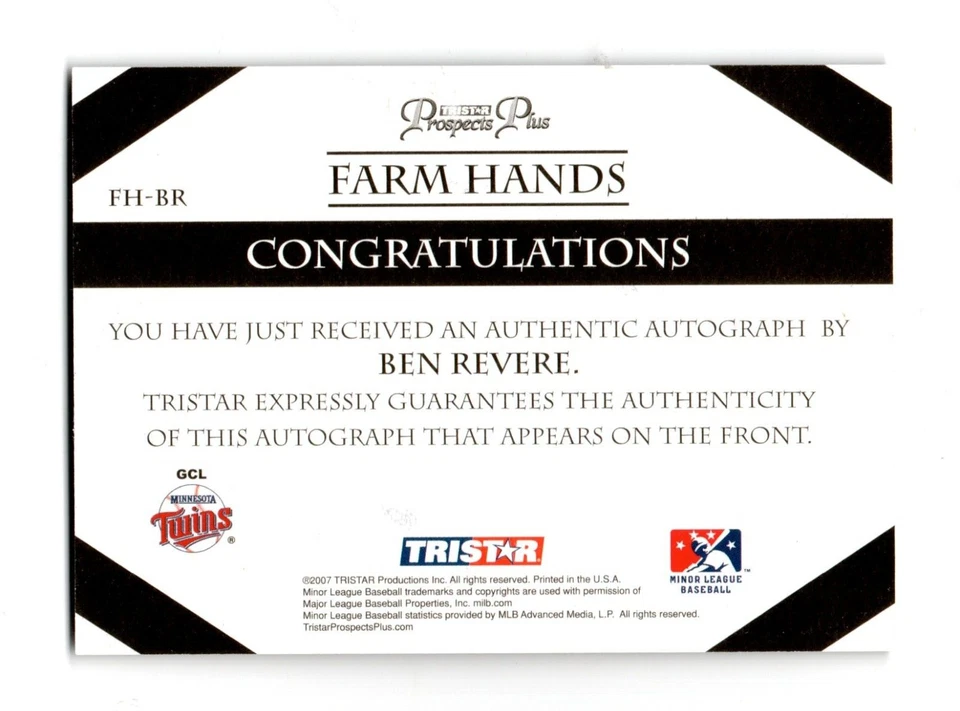 TRISTAR
Prospects Plus
FARM HANDS
FH-BR
CONGRATULATIONS
YOU HAVE JUST RECEIVED AN AUTHENTIC AUTOGRAPH BY
BEN REVERE.
TRISTAR EXPRESSLY GUARANTEES THE AUTHENTICITY
OF THIS AUTOGRAPH THAT APPEARS ON THE FRONT.
GCL
MINNESOTA
Twins ®
TRISTAR
MINOR LEAGUE ™
BASEBALL
©2007 TRISTAR Productions Inc. All rights reserved. Printed in the U.S.A.
Minor League Baseball trademarks and copyrights are used with permission of
Major League Baseball Properties, Inc. milb.com
Minor League Baseball statistics provided by MLB Advanced Media, L.P. All rights reserved.
TristarProspectsPlus.com